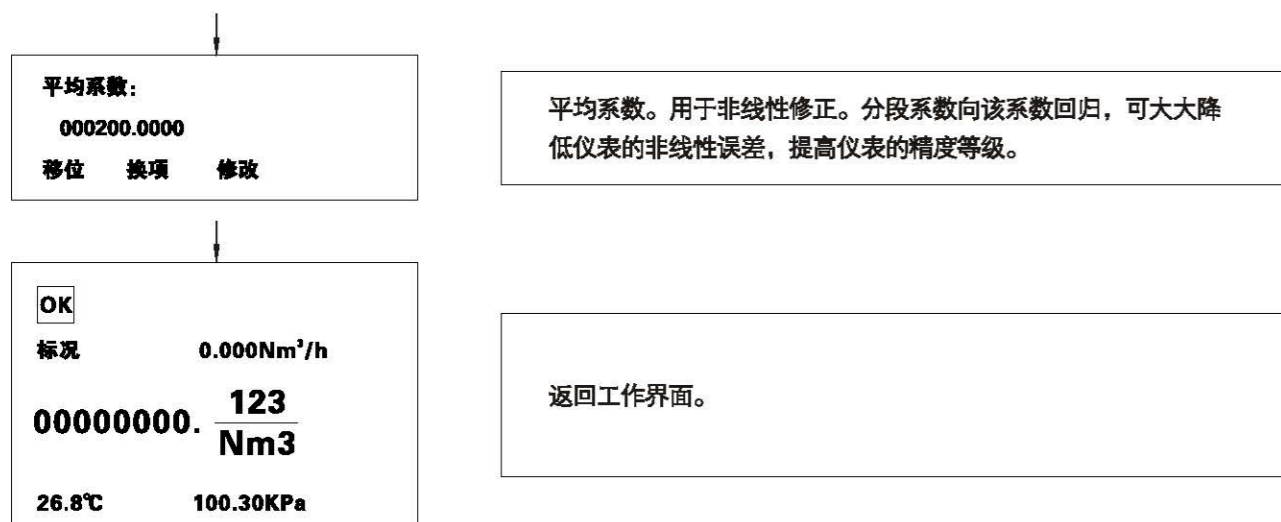 平均系数：
000200.0000
移位 换项 修改
平均系数。用于非线性修正。分段系数向该系数回归，可大大降
低仪表的非线性误差，提高仪表的精度等级。
OK
标况 0.000Nm³/h
00000000. 123
Nm3
26.8℃ 100.30KPa
返回工作界面。